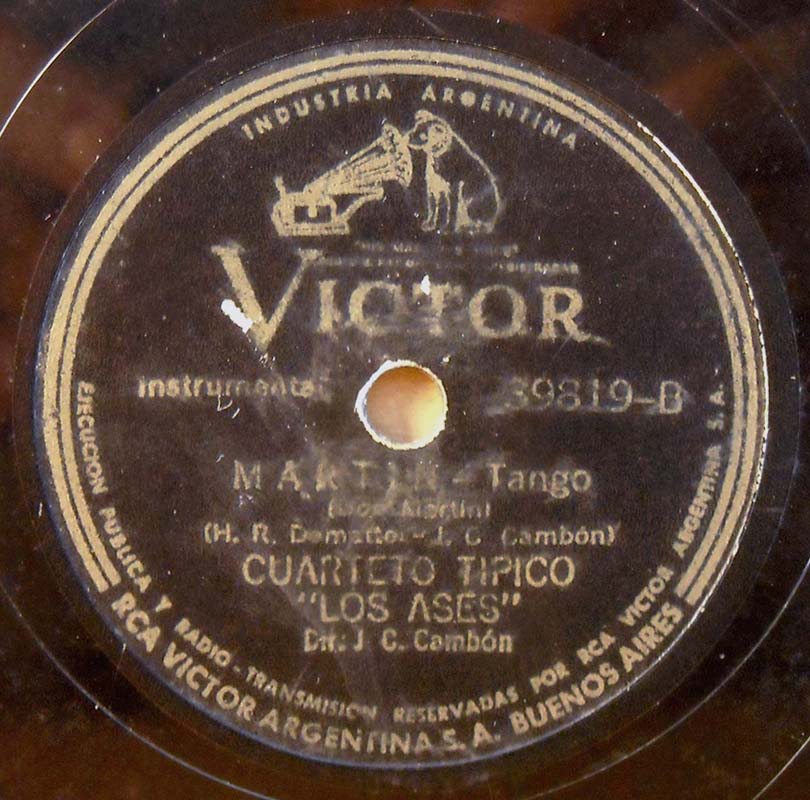 INDUSTRIA ARGENTINA
VICTOR
Instrumental
39819-B
MARTIN - Tango
Martín)
(H. R. Demattei - J. C. Cambón)
CUARTETO TIPICO
"LOS ASES"
Dir.: J. C. Cambón
EJECUCION PUBLICA Y RADIO-TRANSMISION RESERVADAS POR RCA VICTOR ARGENTINA S. A.
RCA VICTOR ARGENTINA S. A. BUENOS AIRES